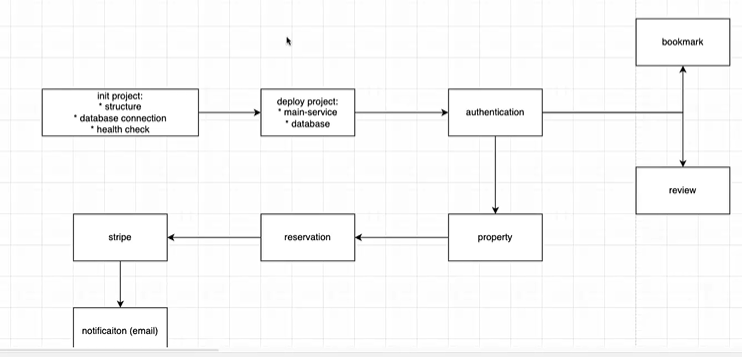 bookmark
init project:
* structure
* database connection
* health check
deploy project:
* main-service
* database
authentication
review
stripe
reservation
property
notificaiton (email)